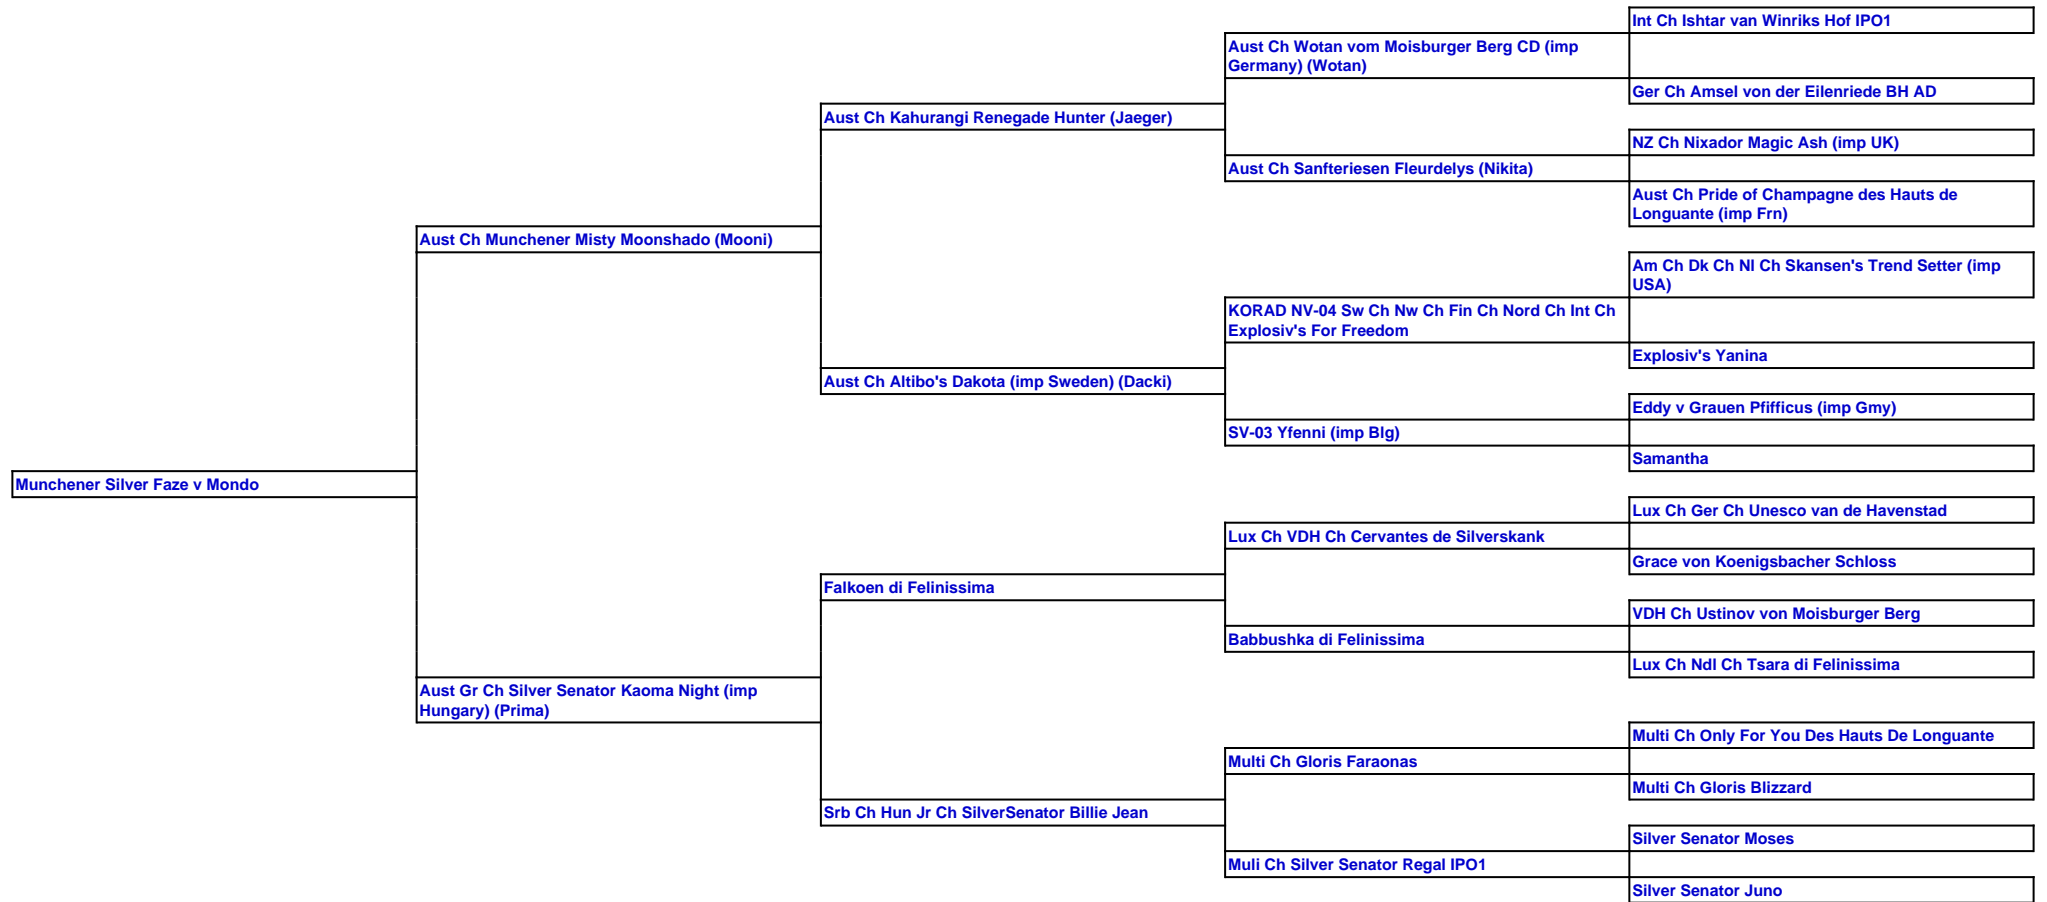 Int Ch Ishtar van Winriks Hof IPO1
Aust Ch Wotan vom Moisburger Berg CD (imp
Germany) (Wotan)
Ger Ch Amsel von der Eilenriede BH AD
Aust Ch Kahurangi Renegade Hunter (Jaeger)
NZ Ch Nixador Magic Ash (imp UK)
Aust Ch Sanfteriesen Fleurdelys (Nikita)
Aust Ch Pride of Champagne des Hauts de
Longuante (imp Frn)
Aust Ch Munchener Misty Moonshado (Mooni)
Am Ch Dk Ch Nl Ch Skansen's Trend Setter (imp
USA)
KORAD NV-04 Sw Ch Nw Ch Fin Ch Nord Ch Int Ch
Explosiv's For Freedom
Explosiv's Yanina
Aust Ch Altibo's Dakota (imp Sweden) (Dacki)
Eddy v Grauen Pfifficus (imp Gmy)
SV-03 Yfenni (imp Blg)
Samantha
Munchener Silver Faze v Mondo
Lux Ch Ger Ch Unesco van de Havenstad
Lux Ch VDH Ch Cervantes de Silverskank
Grace von Koenigsbacher Schloss
Falkoen di Felinissima
VDH Ch Ustinov von Moisburger Berg
Babbushka di Felinissima
Lux Ch Ndl Ch Tsara di Felinissima
Aust Gr Ch Silver Senator Kaoma Night (imp
Hungary) (Prima)
Multi Ch Only For You Des Hauts De Longuante
Multi Ch Gloris Faraonas
Multi Ch Gloris Blizzard
Srb Ch Hun Jr Ch SilverSenator Billie Jean
Silver Senator Moses
Muli Ch Silver Senator Regal IPO1
Silver Senator Juno